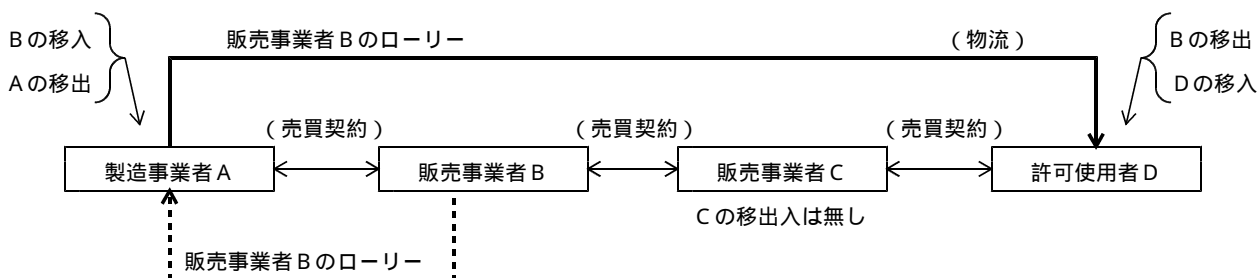 Bの移入
Aの移出
販売事業者Bのローリー
(物流)
Bの移出
Dの移入
(売買契約)
(売買契約)
(売買契約)
製造事業者A
販売事業者B
販売事業者C
許可使用者D
Cの移出入は無し
販売事業者Bのローリー